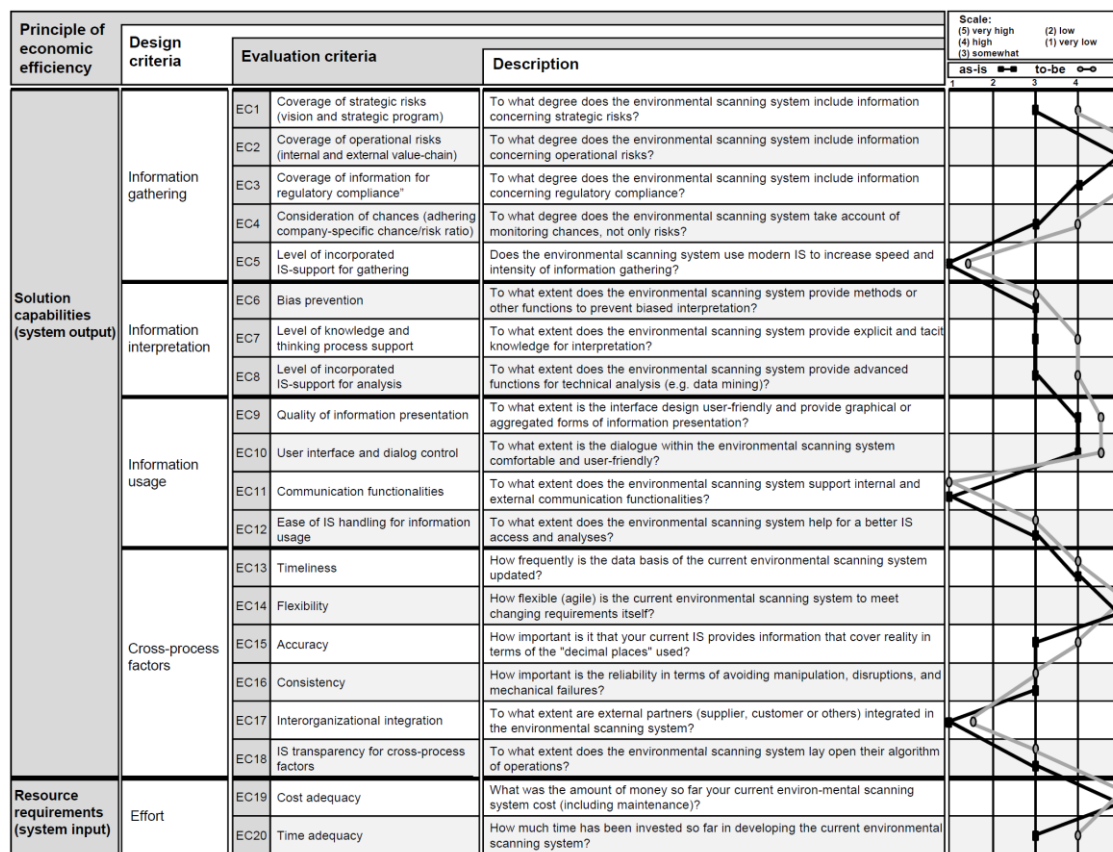 Principle of
economic
efficiency
Design
criteria
Evaluation criteria
Description
Scale:
(5) very high (2) low
(4) high (1) very low
(3) somewhat
as-is to-be
1 2 3 4
Solution
capabilities
(system output)
Information
gathering
EC1 Coverage of strategic risks
(vision and strategic program)
To what degree does the environmental scanning system include information
concerning strategic risks?
EC2 Coverage of operational risks
(internal and external value-chain)
To what degree does the environmental scanning system include information
concerning operational risks?
EC3 Coverage of information for
regulatory compliance"
To what degree does the environmental scanning system include information
concerning regulatory compliance?
EC4 Consideration of chances (adhering
company-specific chance/risk ratio)
To what degree does the environmental scanning system take account of
monitoring chances, not only risks?
EC5 Level of incorporated
IS-support for gathering
Does the environmental scanning system use modern IS to increase speed and
intensity of information gathering?
Information
interpretation
EC6 Bias prevention
To what extent does the environmental scanning system provide methods or
other functions to prevent biased interpretation?
EC7 Level of knowledge and
thinking process support
To what extent does the environmental scanning system provide explicit and tacit
knowledge for interpretation?
EC8 Level of incorporated
IS-support for analysis
To what extent does the environmental scanning system provide advanced
functions for technical analysis (e.g. data mining)?
Information
usage
EC9 Quality of information presentation
To what extent is the interface design user-friendly and provide graphical or
aggregated forms of information presentation?
EC10 User interface and dialog control
To what extent is the dialogue within the environmental scanning system
comfortable and user-friendly?
EC11 Communication functionalities
To what extent does the environmental scanning system support internal and
external communication functionalities?
EC12 Ease of IS handling for information
usage
To what extent does the environmental scanning system help for a better IS
access and analyses?
Cross-process
factors
EC13 Timeliness
How frequently is the data basis of the current environmental scanning system
updated?
EC14 Flexibility
How flexible (agile) is the current environmental scanning system to meet
changing requirements itself?
EC15 Accuracy
How important is it that your current IS provides information that cover reality in
terms of the "decimal places" used?
EC16 Consistency
How important is the reliability in terms of avoiding manipulation, disruptions, and
mechanical failures?
EC17 Interorganizational integration
To what extent are external partners (supplier, customer or others) integrated in
the environmental scanning system?
EC18 IS transparency for cross-process
factors
To what extent does the environmental scanning system lay open their algorithm
of operations?
Resource
requirements
(system input)
Effort
EC19 Cost adequacy
What was the amount of money so far your current environ-mental scanning
system cost (including maintenance)?
EC20 Time adequacy
How much time has been invested so far in developing the current environmental
scanning system?